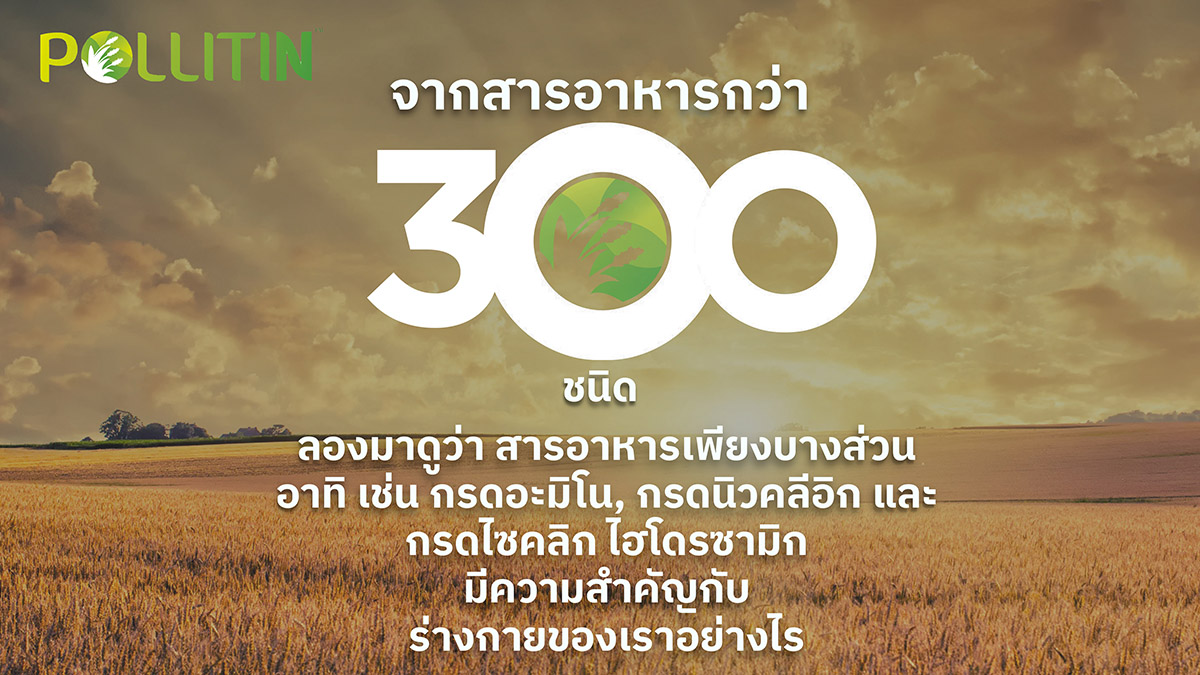 POLLITIN
จากสารอาหารกว่า
300
ชนิด
ลองมาดูว่า สารอาหารเพียงบางส่วน
อาทิ เช่น กรดอะมิโน, กรดนิวคลีอิก และ
กรดไซคลิก ไฮโดรซามิก
มีความสำคัญกับ
ร่างกายของเราอย่างไร